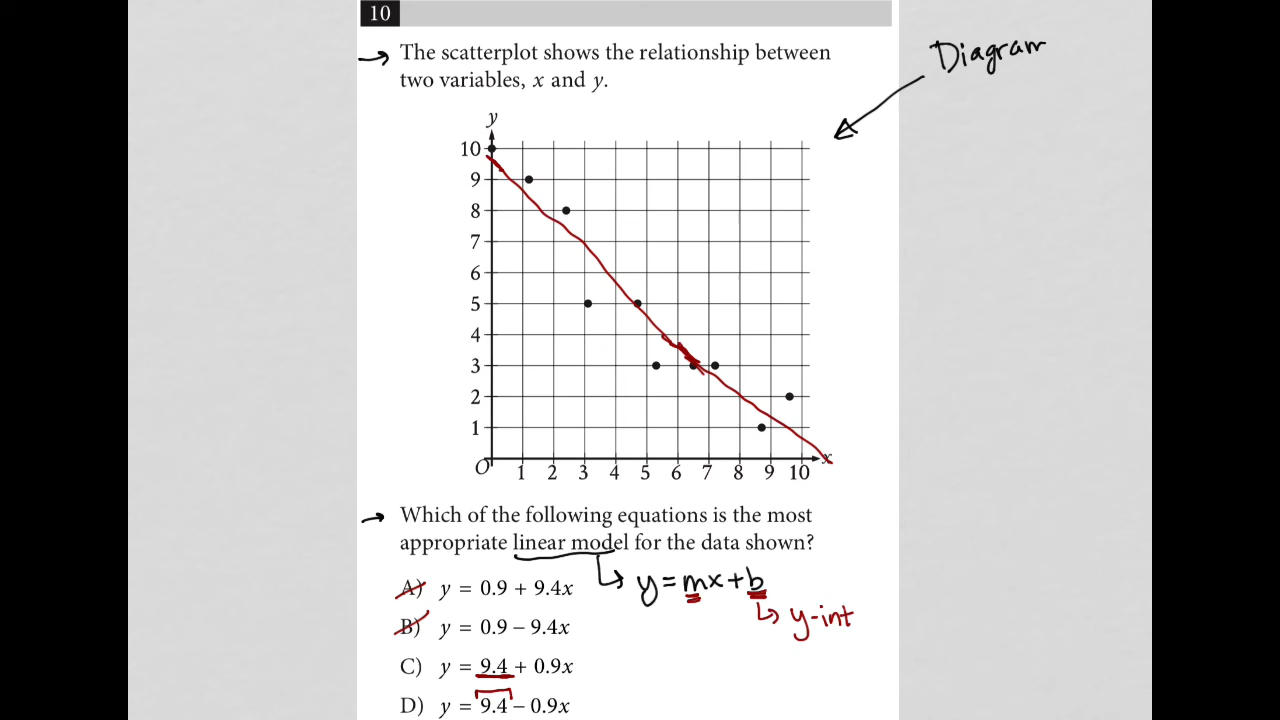 10
The scatterplot shows the relationship between
two variables, x and y.
Diagram
y
10
9
8
7
6
5
4
3
2
1
O
1 2 3 4 5 6 7 8 9 10
x
Which of the following equations is the most
appropriate linear model for the data shown?
A) y = 0.9 + 9.4x
y = mx + b
B) y = 0.9 – 9.4x
y-int
C) y = 9.4 + 0.9x
D) y = 9.4 – 0.9x